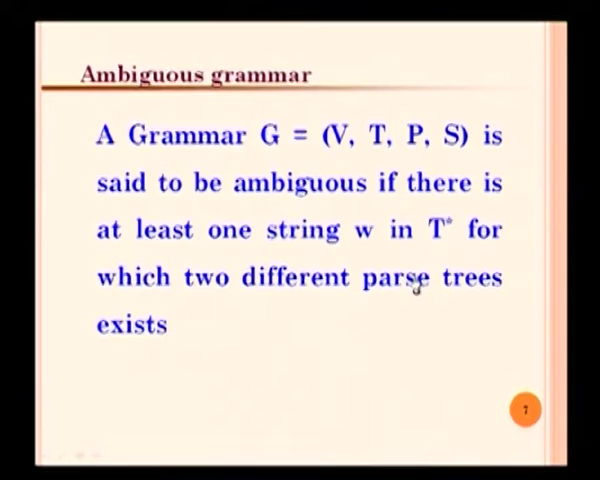 Ambiguous grammar
A Grammar G = (V, T, P, S) is
said to be ambiguous if there is
at least one string w in T* for
which two different parse trees
exists
7